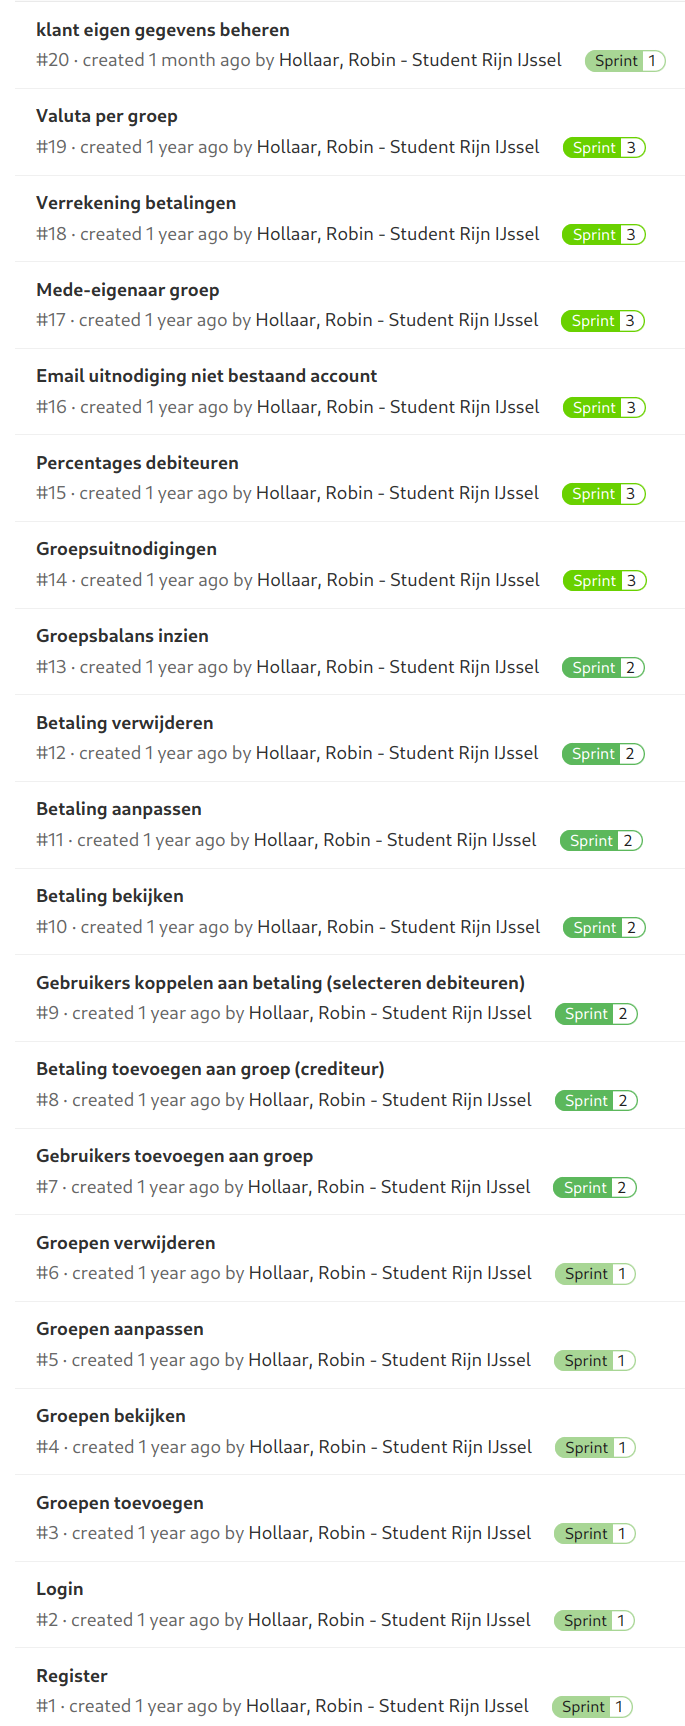 klant eigen gegevens beheren
#20 · created 1 month ago by Hollaar, Robin - Student Rijn IJssel Sprint 1
Valuta per groep
#19 · created 1 year ago by Hollaar, Robin - Student Rijn IJssel Sprint 3
Verrekening betalingen
#18 · created 1 year ago by Hollaar, Robin - Student Rijn IJssel Sprint 3
Mede-eigenaar groep
#17 · created 1 year ago by Hollaar, Robin - Student Rijn IJssel Sprint 3
Email uitnodiging niet bestaand account
#16 · created 1 year ago by Hollaar, Robin - Student Rijn IJssel Sprint 3
Percentages debiteuren
#15 · created 1 year ago by Hollaar, Robin - Student Rijn IJssel Sprint 3
Groepsuitnodigingen
#14 · created 1 year ago by Hollaar, Robin - Student Rijn IJssel Sprint 3
Groepsbalans inzien
#13 · created 1 year ago by Hollaar, Robin - Student Rijn IJssel Sprint 2
Betaling verwijderen
#12 · created 1 year ago by Hollaar, Robin - Student Rijn IJssel Sprint 2
Betaling aanpassen
#11 · created 1 year ago by Hollaar, Robin - Student Rijn IJssel Sprint 2
Betaling bekijken
#10 · created 1 year ago by Hollaar, Robin - Student Rijn IJssel Sprint 2
Gebruikers koppelen aan betaling (selecteren debiteuren)
#9 · created 1 year ago by Hollaar, Robin - Student Rijn IJssel Sprint 2
Betaling toevoegen aan groep (crediteur)
#8 · created 1 year ago by Hollaar, Robin - Student Rijn IJssel Sprint 2
Gebruikers toevoegen aan groep
#7 · created 1 year ago by Hollaar, Robin - Student Rijn IJssel Sprint 2
Groepen verwijderen
#6 · created 1 year ago by Hollaar, Robin - Student Rijn IJssel Sprint 1
Groepen aanpassen
#5 · created 1 year ago by Hollaar, Robin - Student Rijn IJssel Sprint 1
Groepen bekijken
#4 · created 1 year ago by Hollaar, Robin - Student Rijn IJssel Sprint 1
Groepen toevoegen
#3 · created 1 year ago by Hollaar, Robin - Student Rijn IJssel Sprint 1
Login
#2 · created 1 year ago by Hollaar, Robin - Student Rijn IJssel Sprint 1
Register
#1 · created 1 year ago by Hollaar, Robin - Student Rijn IJssel Sprint 1